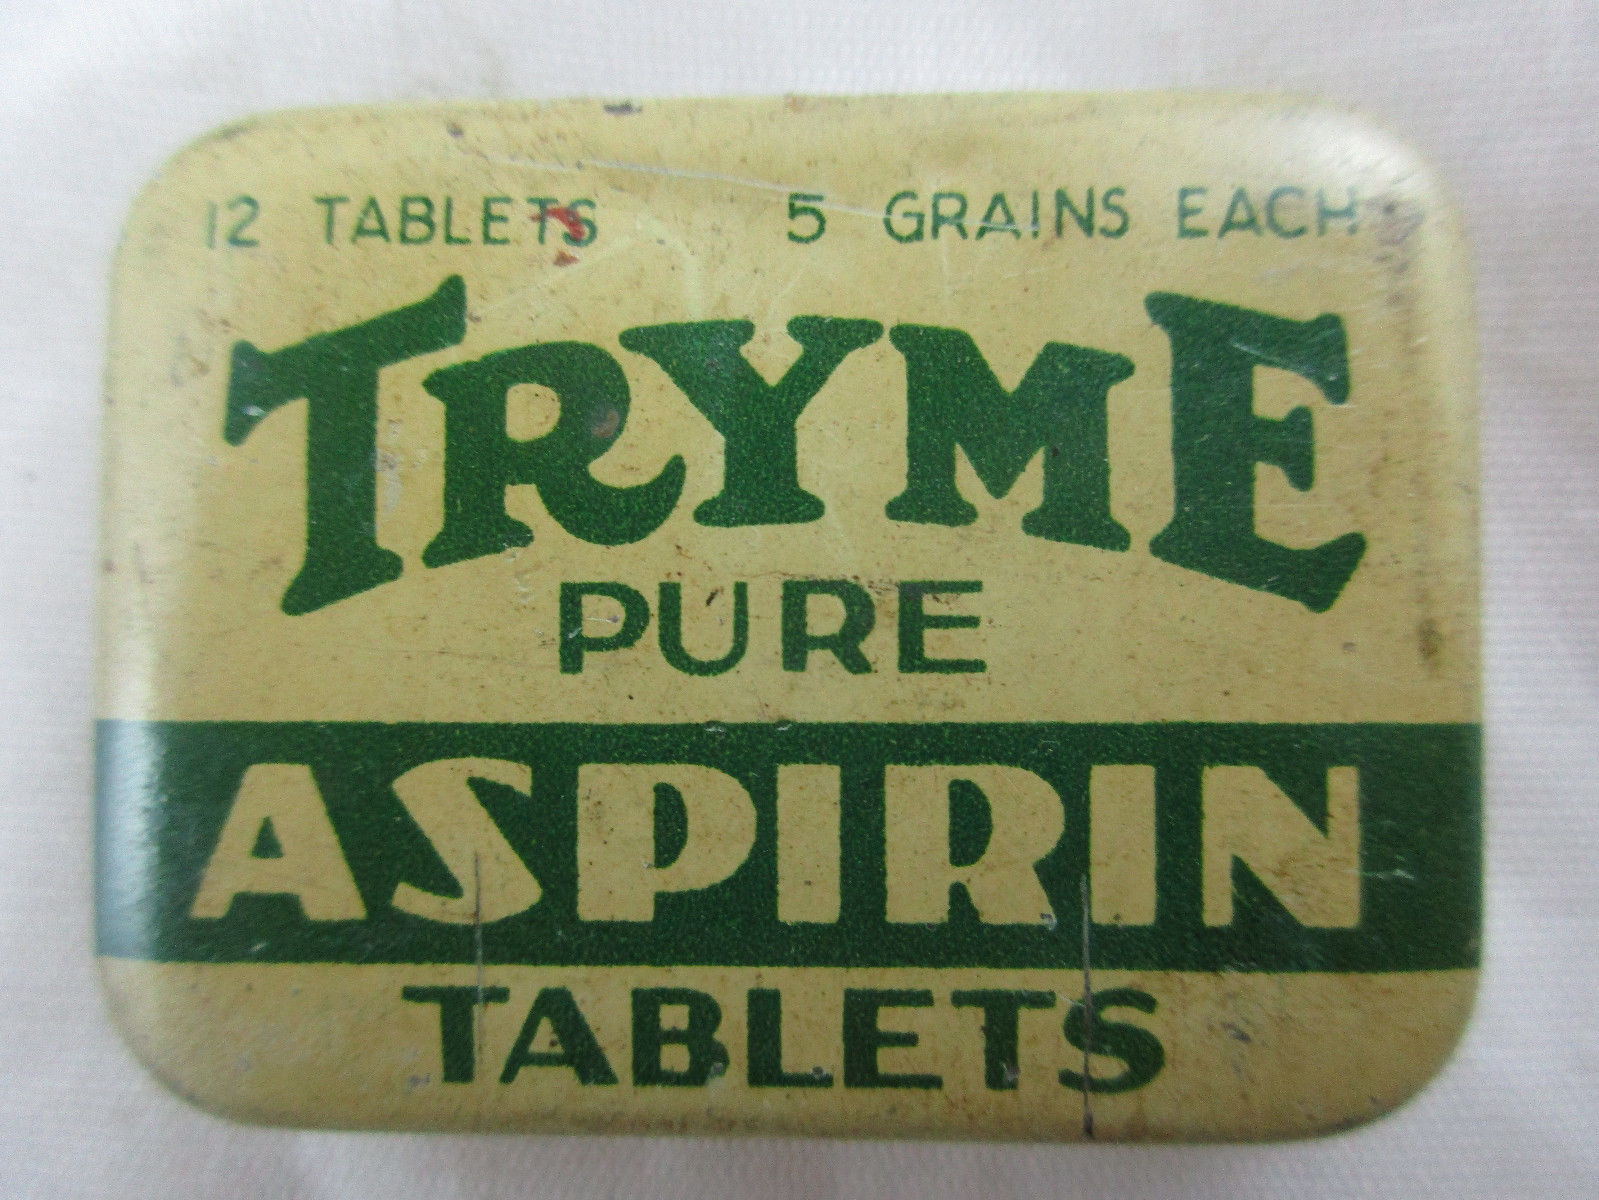 12 TABLETS 5 GRAINS EACH
TRYME
PURE
ASPIRIN
TABLETS